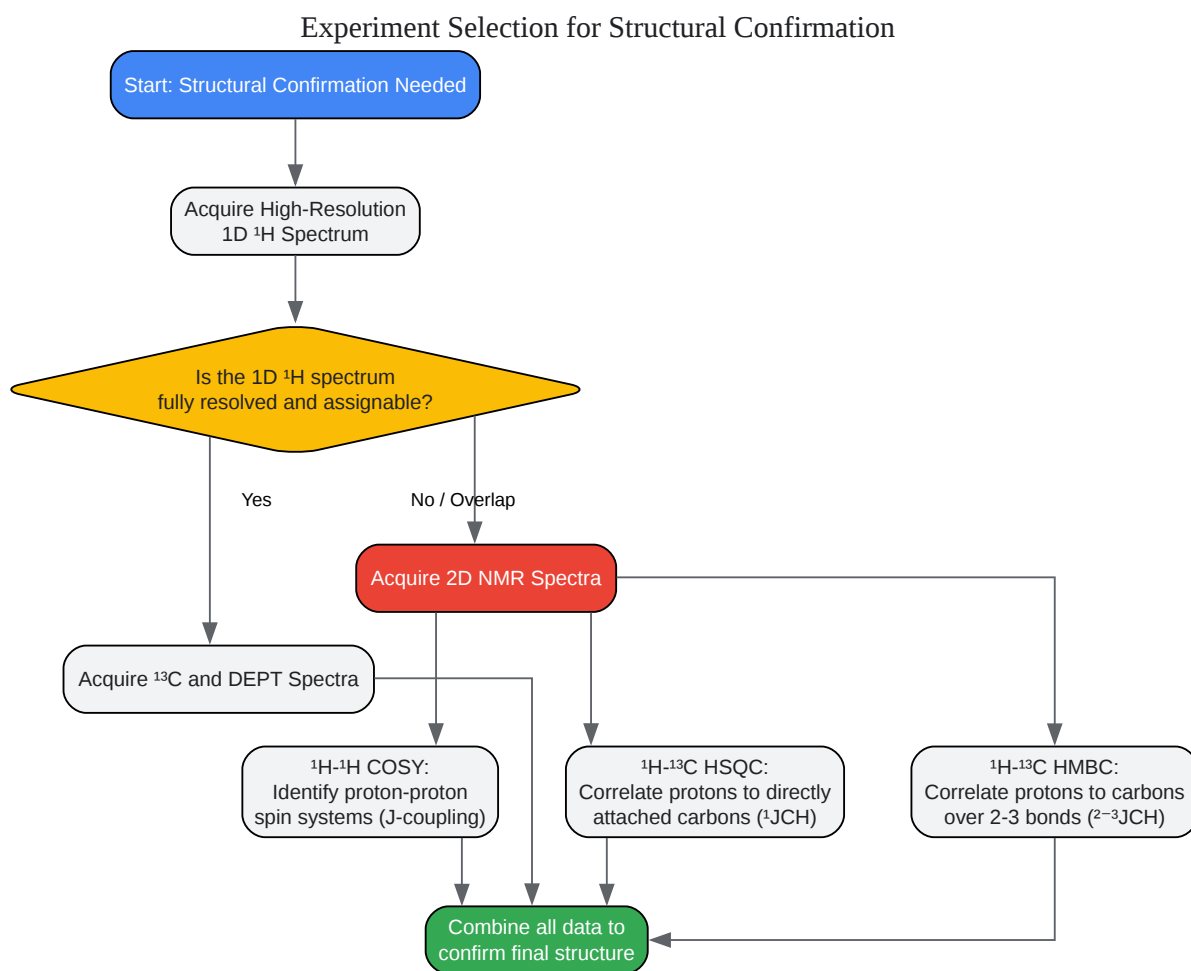 Experiment Selection for Structural Confirmation
Start: Structural Confirmation Needed
Acquire High-Resolution
1D ¹H Spectrum
Is the 1D ¹H spectrum
fully resolved and assignable?
Yes
No / Overlap
Acquire 2D NMR Spectra
Acquire ¹³C and DEPT Spectra
¹H-¹H COSY:
Identify proton-proton
spin systems (J-coupling)
¹H-¹³C HSQC:
Correlate protons to directly
attached carbons (¹JCH)
¹H-¹³C HMBC:
Correlate protons to carbons
over 2-3 bonds (²⁻³JCH)
Combine all data to
confirm final structure